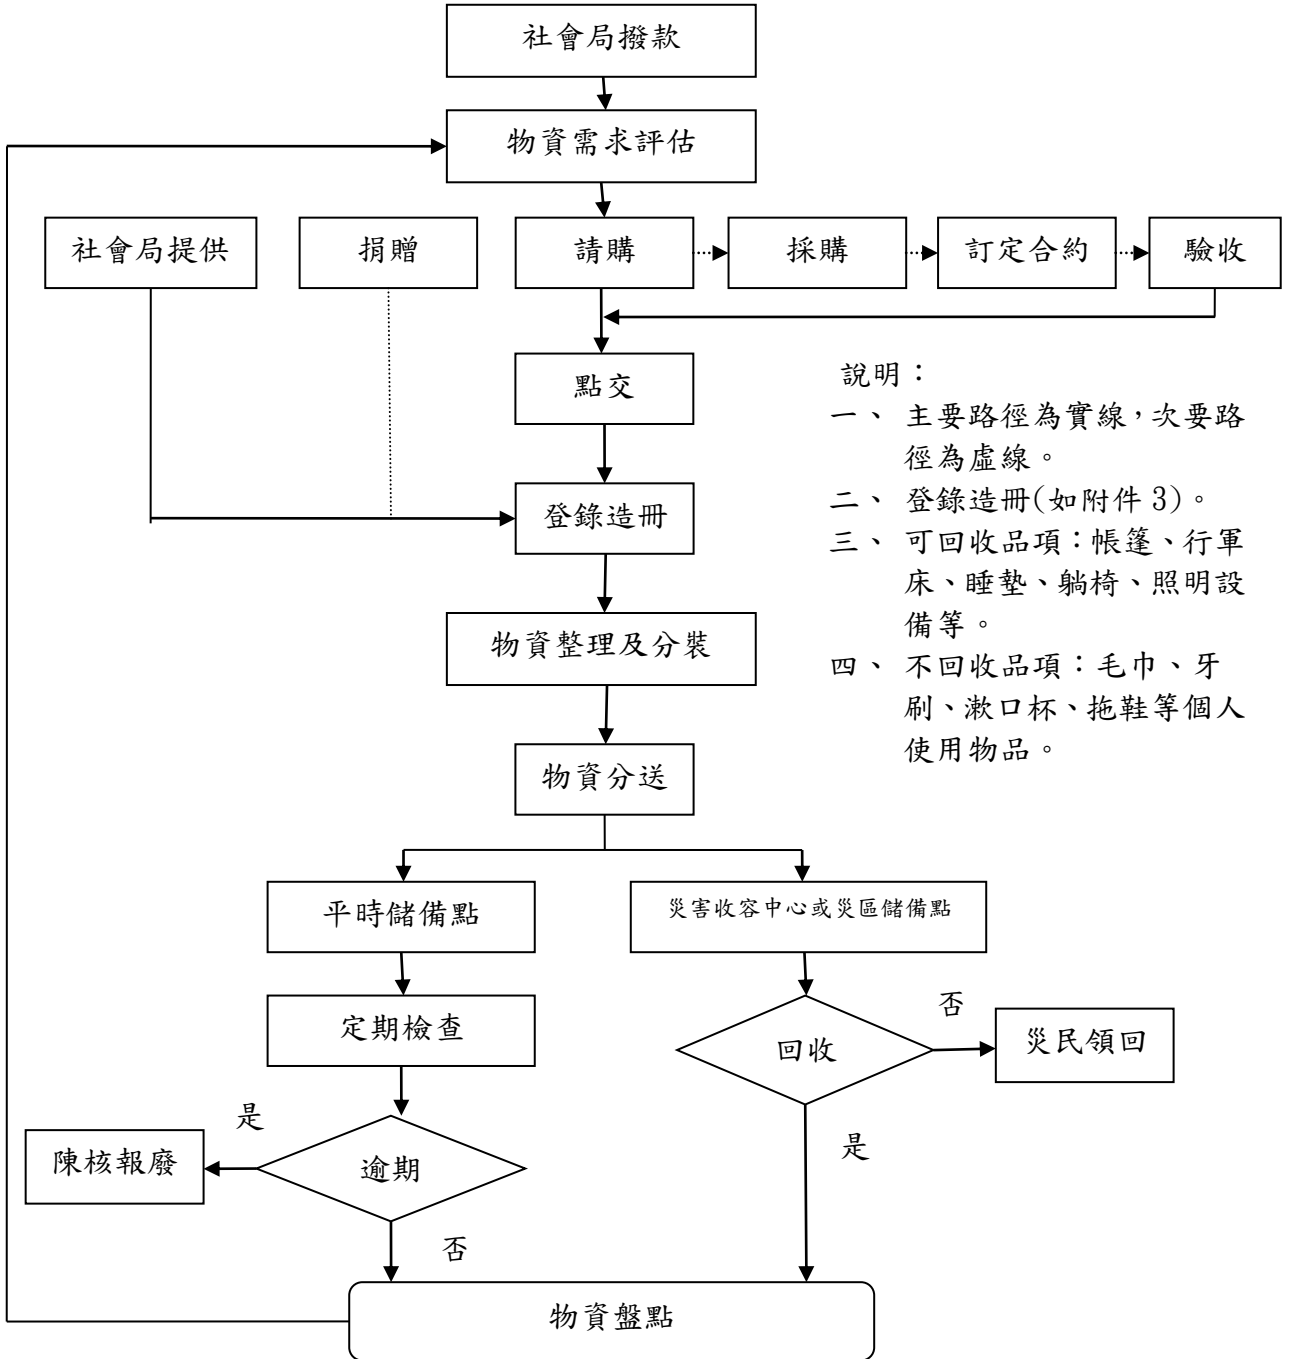 社會局撥款
物資需求評估
社會局提供
捐贈
請購
採購
訂定合約
驗收
點交
說明：
一、 主要路徑為實線，次要路
徑為虛線。
登錄造冊
二、 登錄造冊(如附件 3)。
三、 可回收品項：帳篷、行軍
床、睡墊、躺椅、照明設
備等。
物資整理及分裝
四、 不回收品項：毛巾、牙
刷、漱口杯、拖鞋等個人
使用物品。
物資分送
平時儲備點
災害收容中心或災區儲備點
定期檢查
回收
否
災民領回
是
陳核報廢
逾期
是
否
物資盤點